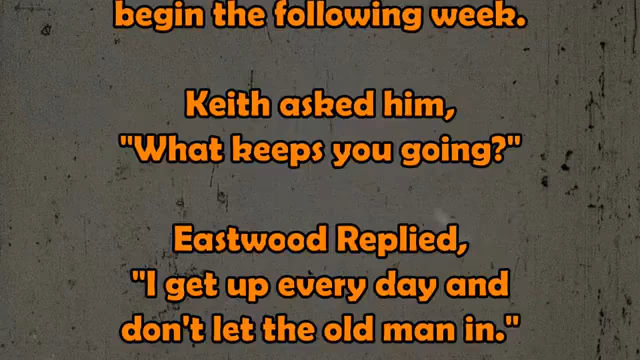 begin the following week.
Keith asked him,
"What keeps you going?"
Eastwood Replied,
"I get up every day and
don't let the old man in."